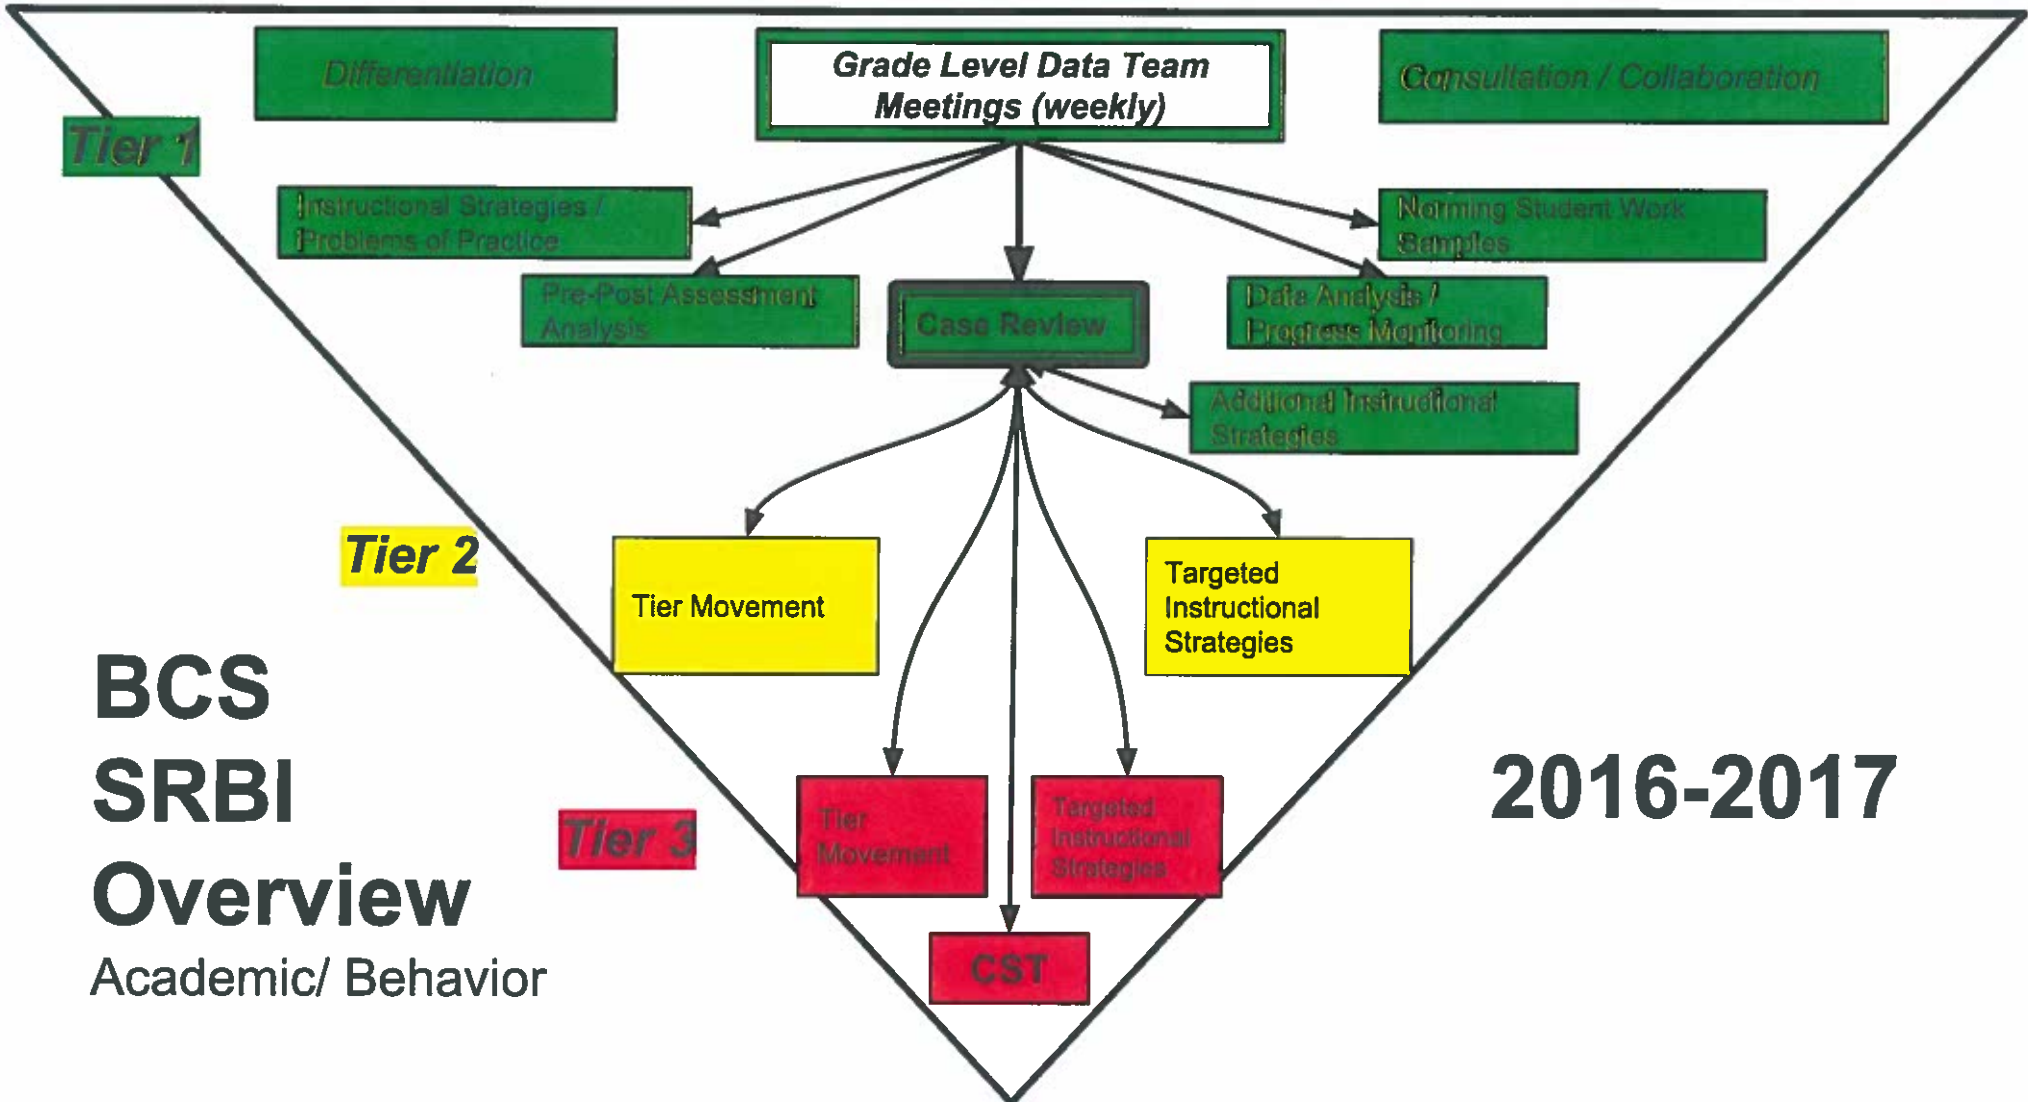 Differentiation
Grade Level Data Team
Meetings (weekly)
Consultation / Collaboration
Tier 1
Instructional Strategies /
Problems of Practice
Norming Student Work
Samples
Pre-Post Assessment
Analysis
Case Review
Data Analysis /
Progress Monitoring
Additional Instructional
Strategies
Tier 2
Tier Movement
Targeted
Instructional
Strategies
BCS
SRBI
Overview
Academic/ Behavior
2016-2017
Tier 3
Tier
Movement
Targeted
Instructional
Strategies
CST